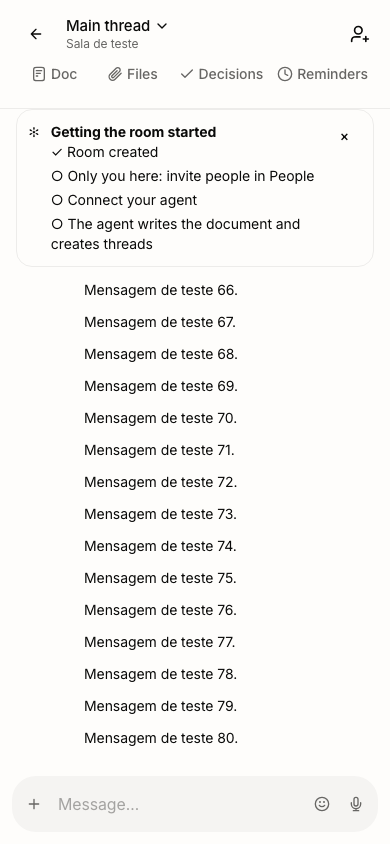 Main thread
Sala de teste
Doc Files Decisions Reminders
Getting the room started
✓ Room created
Only you here: invite people in People
Connect your agent
The agent writes the document and
creates threads
Mensagem de teste 66.
Mensagem de teste 67.
Mensagem de teste 68.
Mensagem de teste 69.
Mensagem de teste 70.
Mensagem de teste 71.
Mensagem de teste 72.
Mensagem de teste 73.
Mensagem de teste 74.
Mensagem de teste 75.
Mensagem de teste 76.
Mensagem de teste 77.
Mensagem de teste 78.
Mensagem de teste 79.
Mensagem de teste 80.
Message...